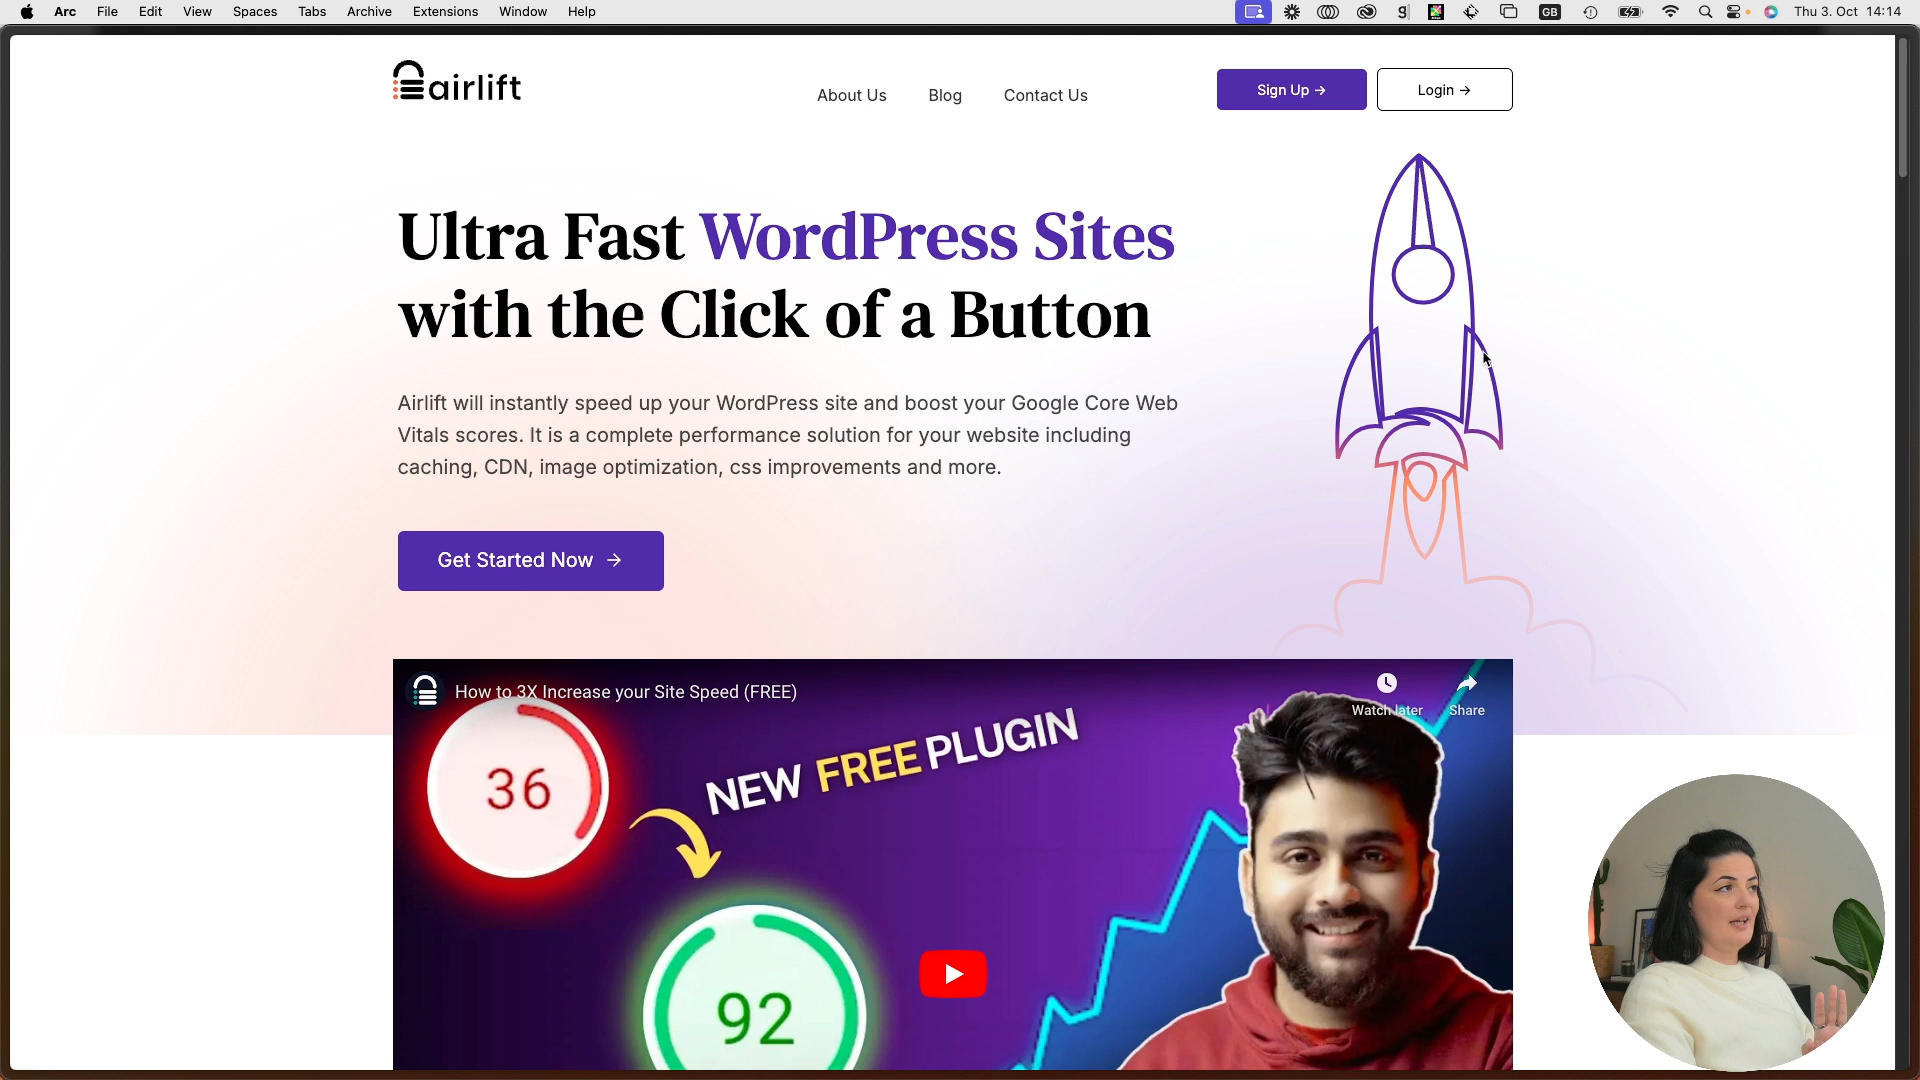 Arc File Edit View Spaces Tabs Archive Extensions Window Help GB Thu 3. Oct 14:14
airlift
About Us Blog Contact Us Sign Up → Login →
Ultra Fast WordPress Sites
with the Click of a Button
Airlift will instantly speed up your WordPress site and boost your Google Core Web
Vitals scores. It is a complete performance solution for your website including
caching, CDN, image optimization, css improvements and more.
Get Started Now →
How to 3X Increase your Site Speed (FREE)
Watch later Share
36
NEW FREE PLUGIN
92